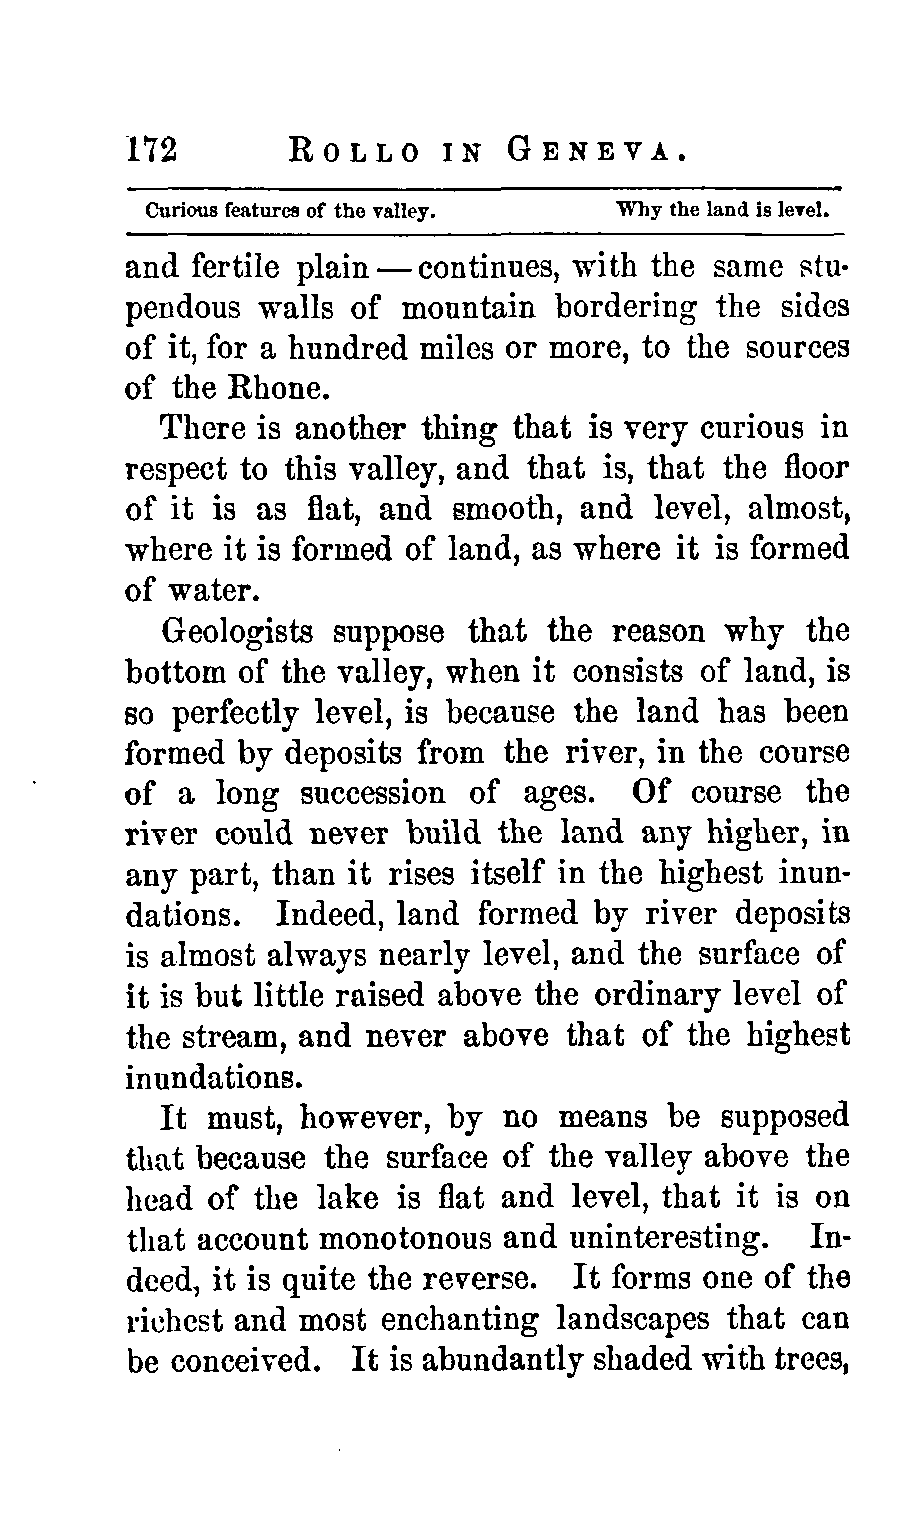 172 ROLLO IN GENEVA.
Curious features of the valley. Why the land is level.
and fertile plain — continues, with the same stu-
pendous walls of mountain bordering the sides
of it, for a hundred miles or more, to the sources
of the Rhone.
There is another thing that is very curious in
respect to this valley, and that is, that the floor
of it is as flat, and smooth, and level, almost,
where it is formed of land, as where it is formed
of water.
Geologists suppose that the reason why the
bottom of the valley, when it consists of land, is
so perfectly level, is because the land has been
formed by deposits from the river, in the course
of a long succession of ages. Of course the
river could never build the land any higher, in
any part, than it rises itself in the highest inun-
dations. Indeed, land formed by river deposits
is almost always nearly level, and the surface of
it is but little raised above the ordinary level of
the stream, and never above that of the highest
inundations.
It must, however, by no means be supposed
that because the surface of the valley above the
head of the lake is flat and level, that it is on
that account monotonous and uninteresting. In-
deed, it is quite the reverse. It forms one of the
richest and most enchanting landscapes that can
be conceived. It is abundantly shaded with trees,